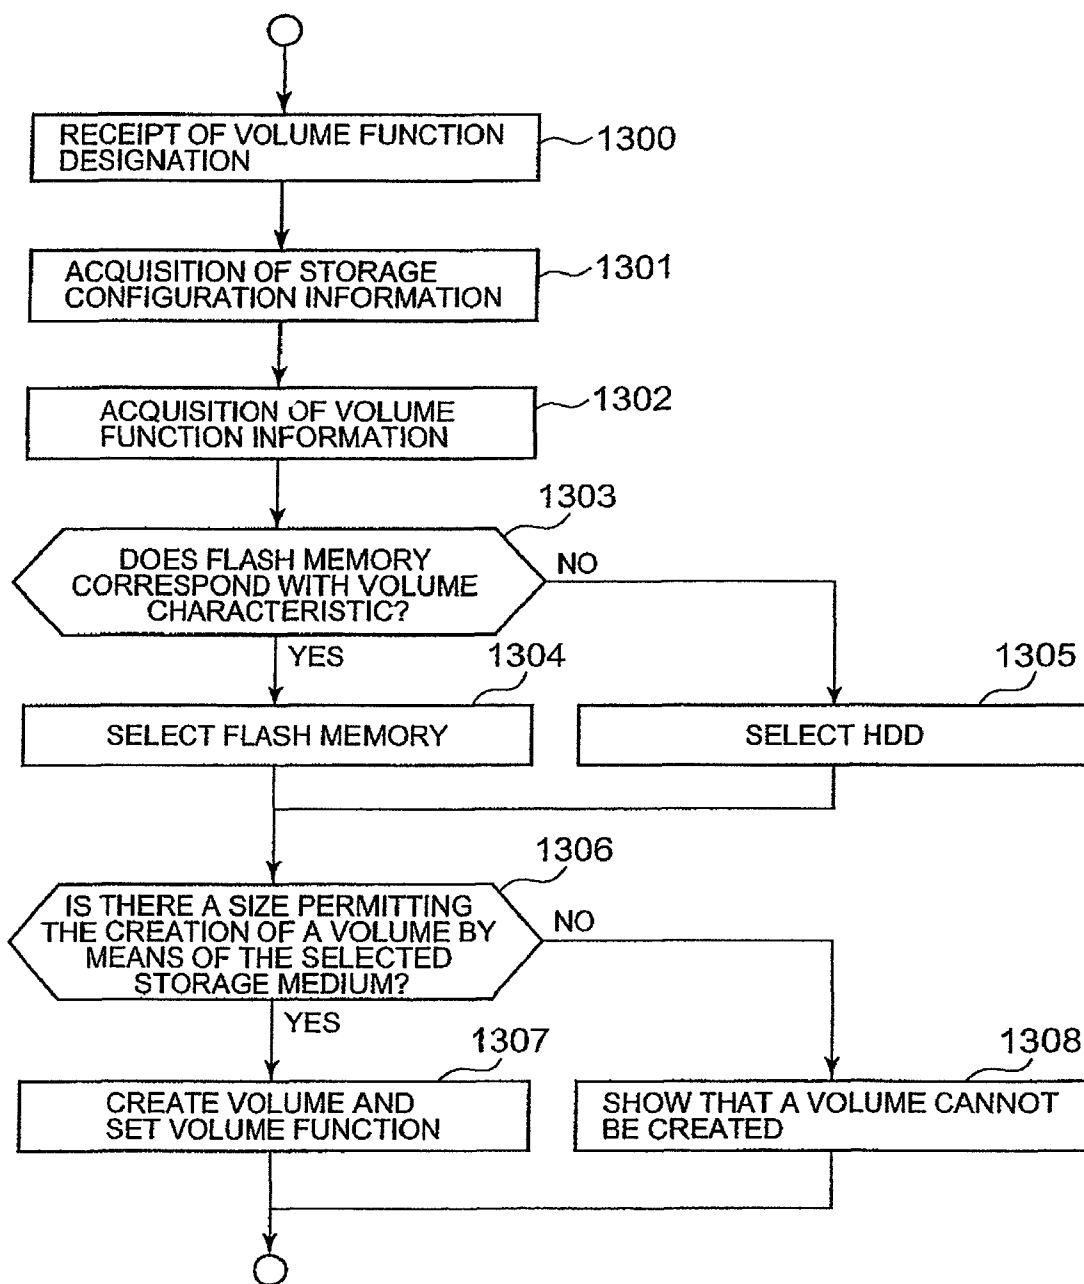 RECEIPT OF VOLUME FUNCTION
DESIGNATION
1300
ACQUISITION OF STORAGE
CONFIGURATION INFORMATION
1301
ACQUISITION OF VOLUME
FUNCTION INFORMATION
1302
1303
DOES FLASH MEMORY
CORRESPOND WITH VOLUME
CHARACTERISTIC?
NO
YES
1304
1305
SELECT FLASH MEMORY
SELECT HDD
1306
IS THERE A SIZE PERMITTING
THE CREATION OF A VOLUME BY
MEANS OF THE SELECTED
STORAGE MEDIUM?
NO
YES
1307
1308
CREATE VOLUME AND
SET VOLUME FUNCTION
SHOW THAT A VOLUME CANNOT
BE CREATED